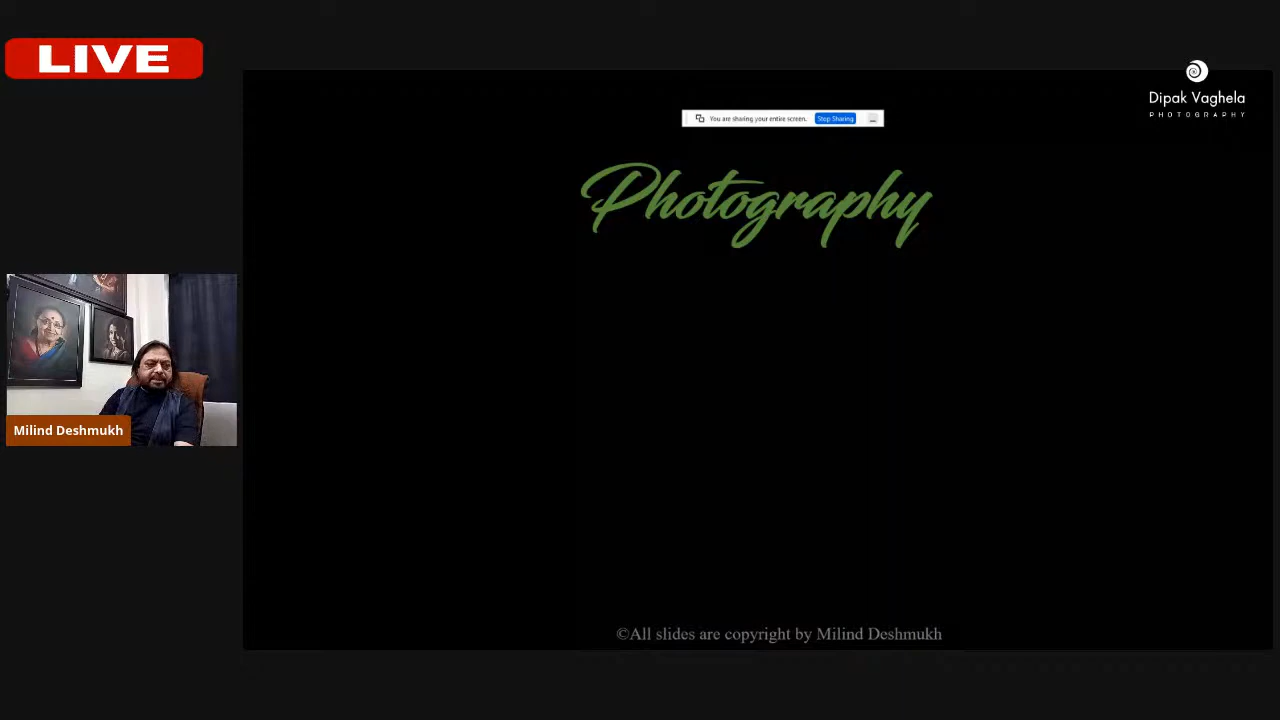 LIVE
Dipak Vaghela
PHOTOGRAPHY
You are sharing your entire screen. Stop Sharing
Photography
Milind Deshmukh
©All slides are copyright by Milind Deshmukh